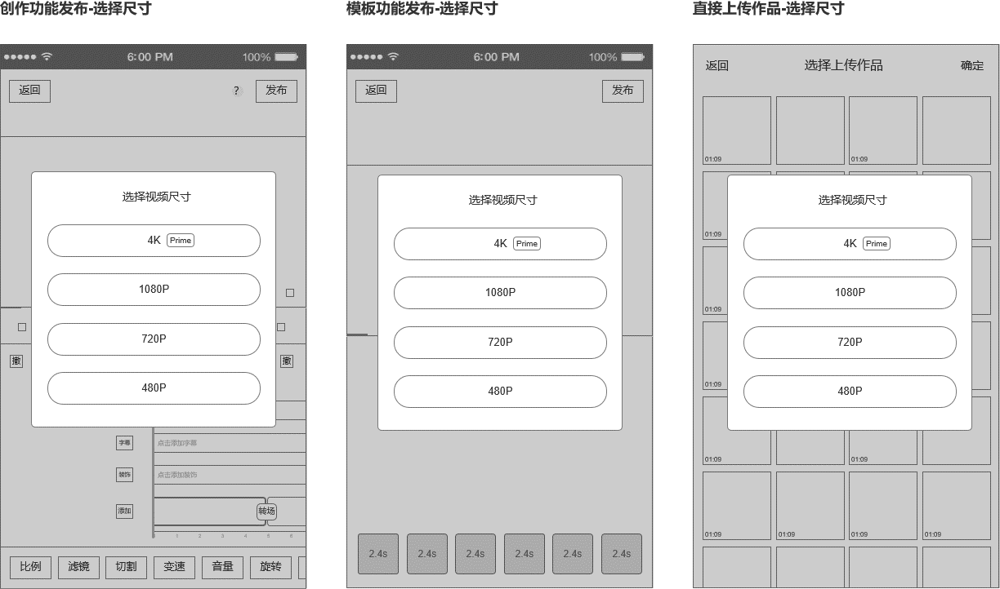 创作功能发布-选择尺寸
6:00 PM
100%
返回
?
发布
选择视频尺寸
4K Prime
1080P
720P
480P
撤
撤
字幕
点击添加字幕
装饰
点击添加装饰
添加
转场
0 1 2 3 4 5 6
比例
滤镜
切割
变速
音量
旋转
模板功能发布-选择尺寸
6:00 PM
100%
返回
发布
选择视频尺寸
4K Prime
1080P
720P
480P
2.4s
2.4s
2.4s
2.4s
2.4s
2.4s
直接上传作品-选择尺寸
返回
选择上传作品
确定
01:09
01:09
01:09
01:09
01:09
选择视频尺寸
4K Prime
1080P
720P
480P
01:09
01:09
01:09
01:09
01:09
01:09